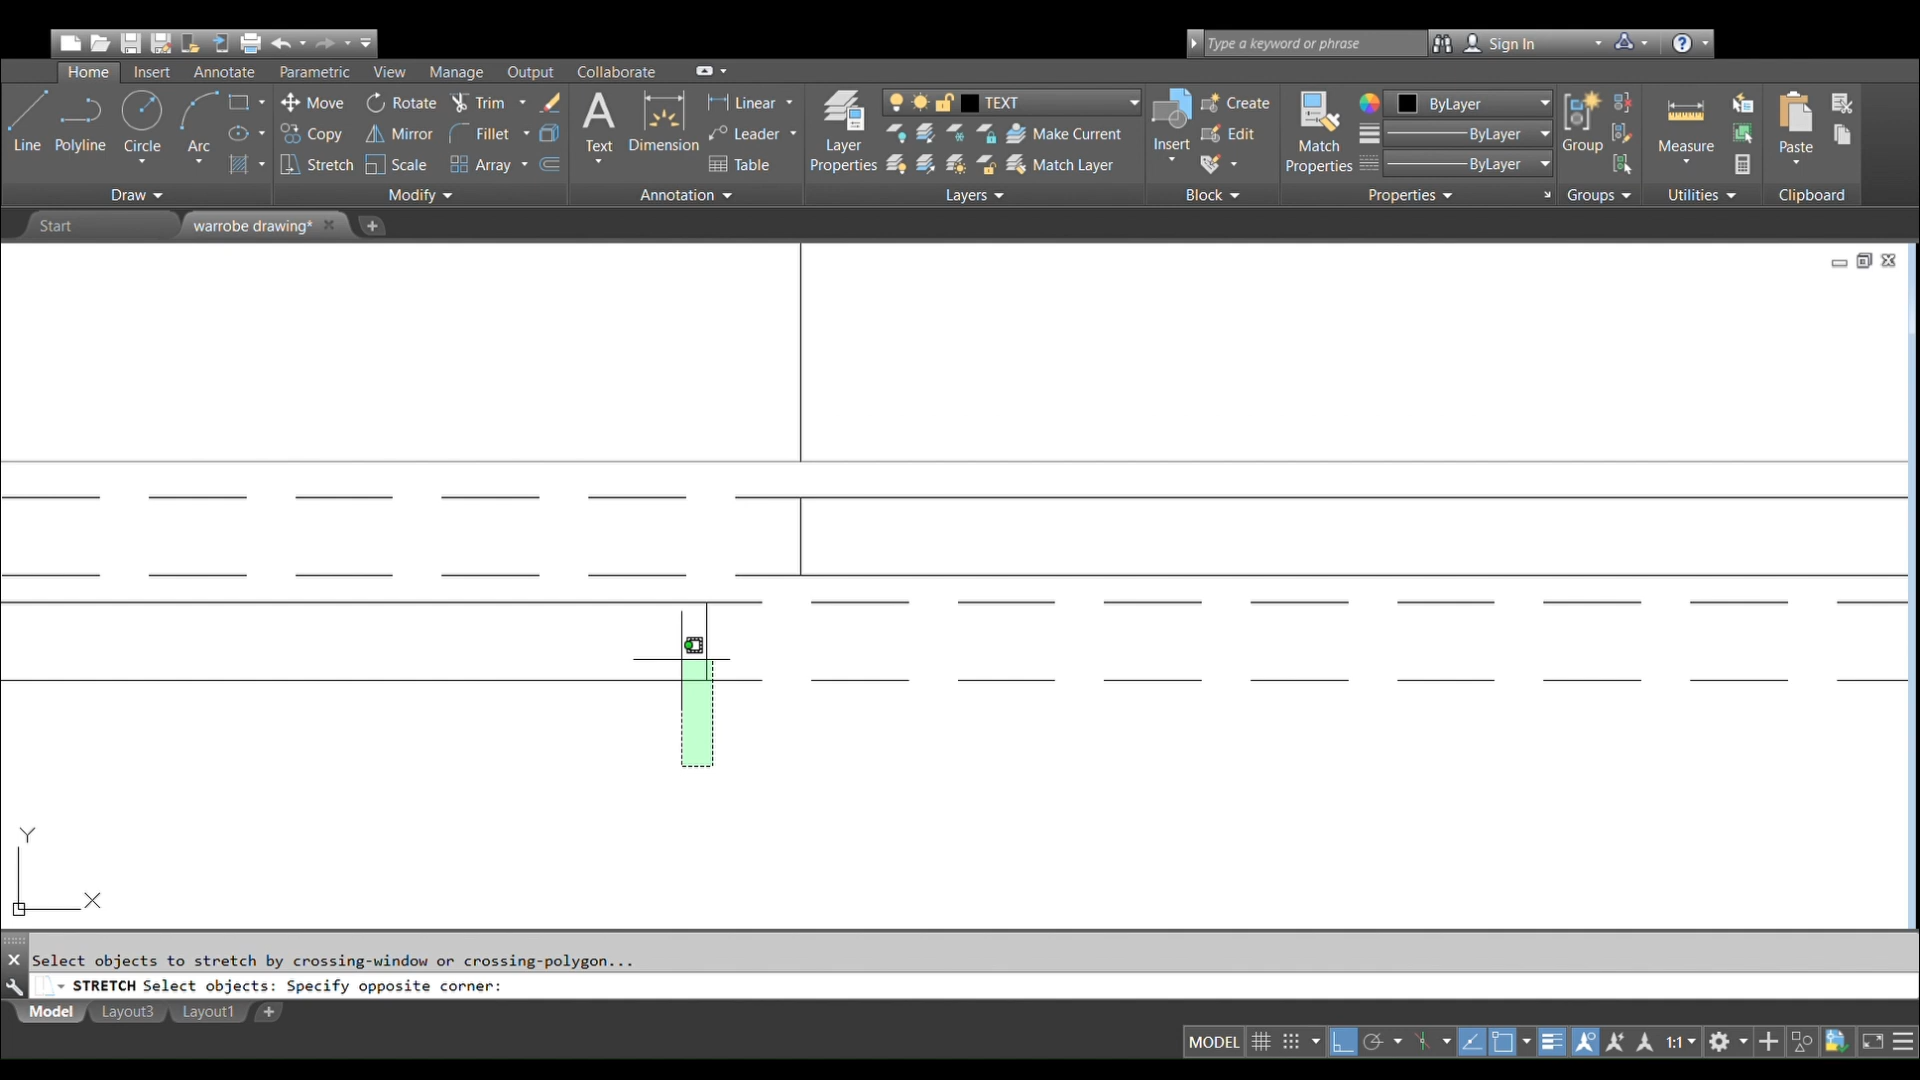 Type a keyword or phrase
Sign In
Home Insert Annotate Parametric View Manage Output Collaborate
Line Polyline Circle Arc
Move Rotate Trim
Copy Mirror Fillet
Stretch Scale Array
Text Dimension
Linear
Leader
Table
Layer
Properties
TEXT
Make Current
Match Layer
Insert
Create
Edit
Match
Properties
ByLayer
ByLayer
ByLayer
Group
Measure
Paste
Draw Modify Annotation Layers Block Properties Groups Utilities Clipboard
Start warrobe drawing*
Y
X
Select objects to stretch by crossing-window or crossing-polygon...
STRETCH Select objects: Specify opposite corner:
Model Layout3 Layout1
MODEL 1:1